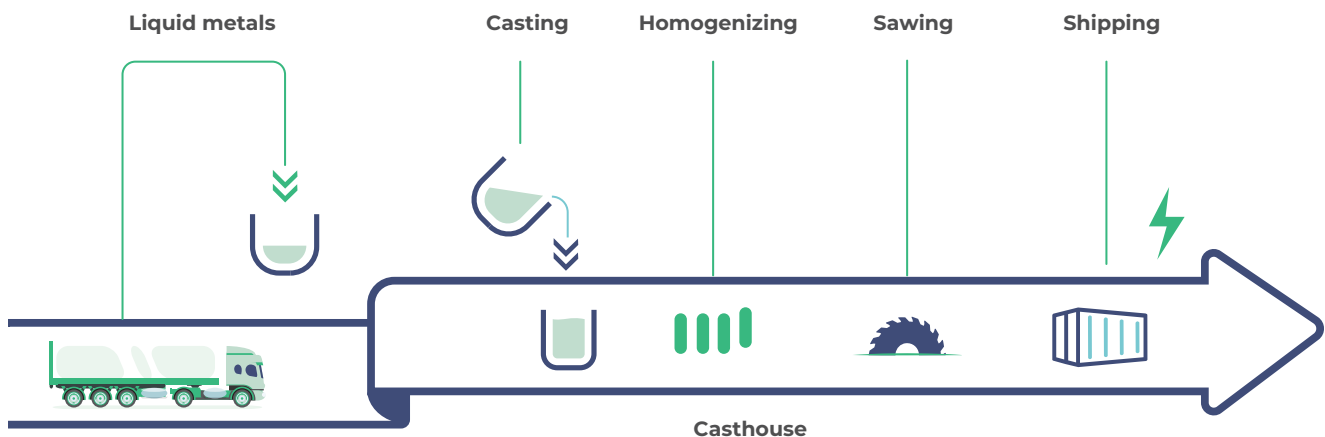 Liquid metals
Casting
Homogenizing
Sawing
Shipping
Casthouse